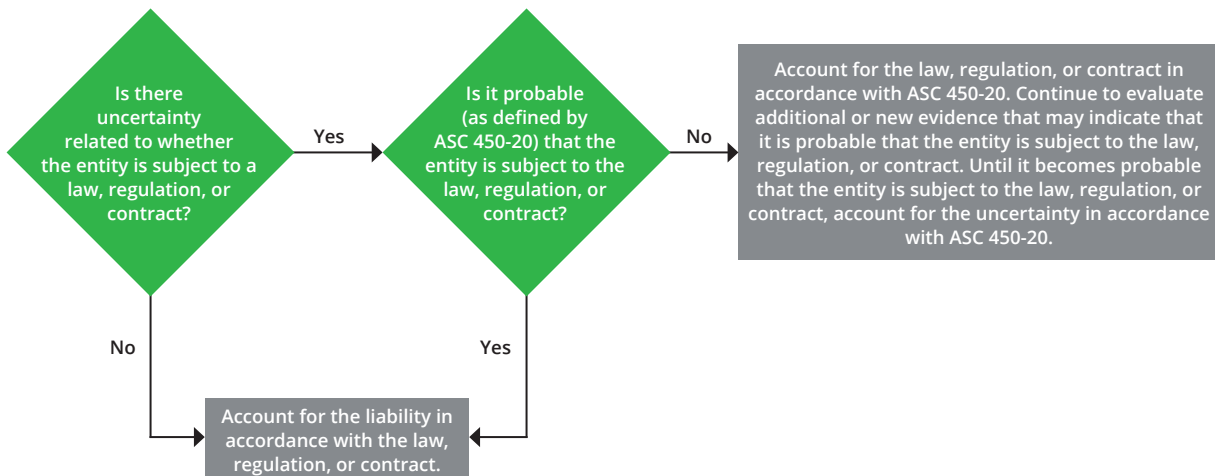 Is there
uncertainty
related to whether
the entity is subject to a
law, regulation, or
contract?
Yes
Is it probable
(as defined by
ASC 450-20) that the
entity is subject to the
law, regulation, or
contract?
No
Account for the law, regulation, or contract in
accordance with ASC 450-20. Continue to evaluate
additional or new evidence that may indicate that
it is probable that the entity is subject to the law,
regulation, or contract. Until it becomes probable
that the entity is subject to the law, regulation, or
contract, account for the uncertainty in accordance
with ASC 450-20.
No
Yes
Account for the liability in
accordance with the law,
regulation, or contract.